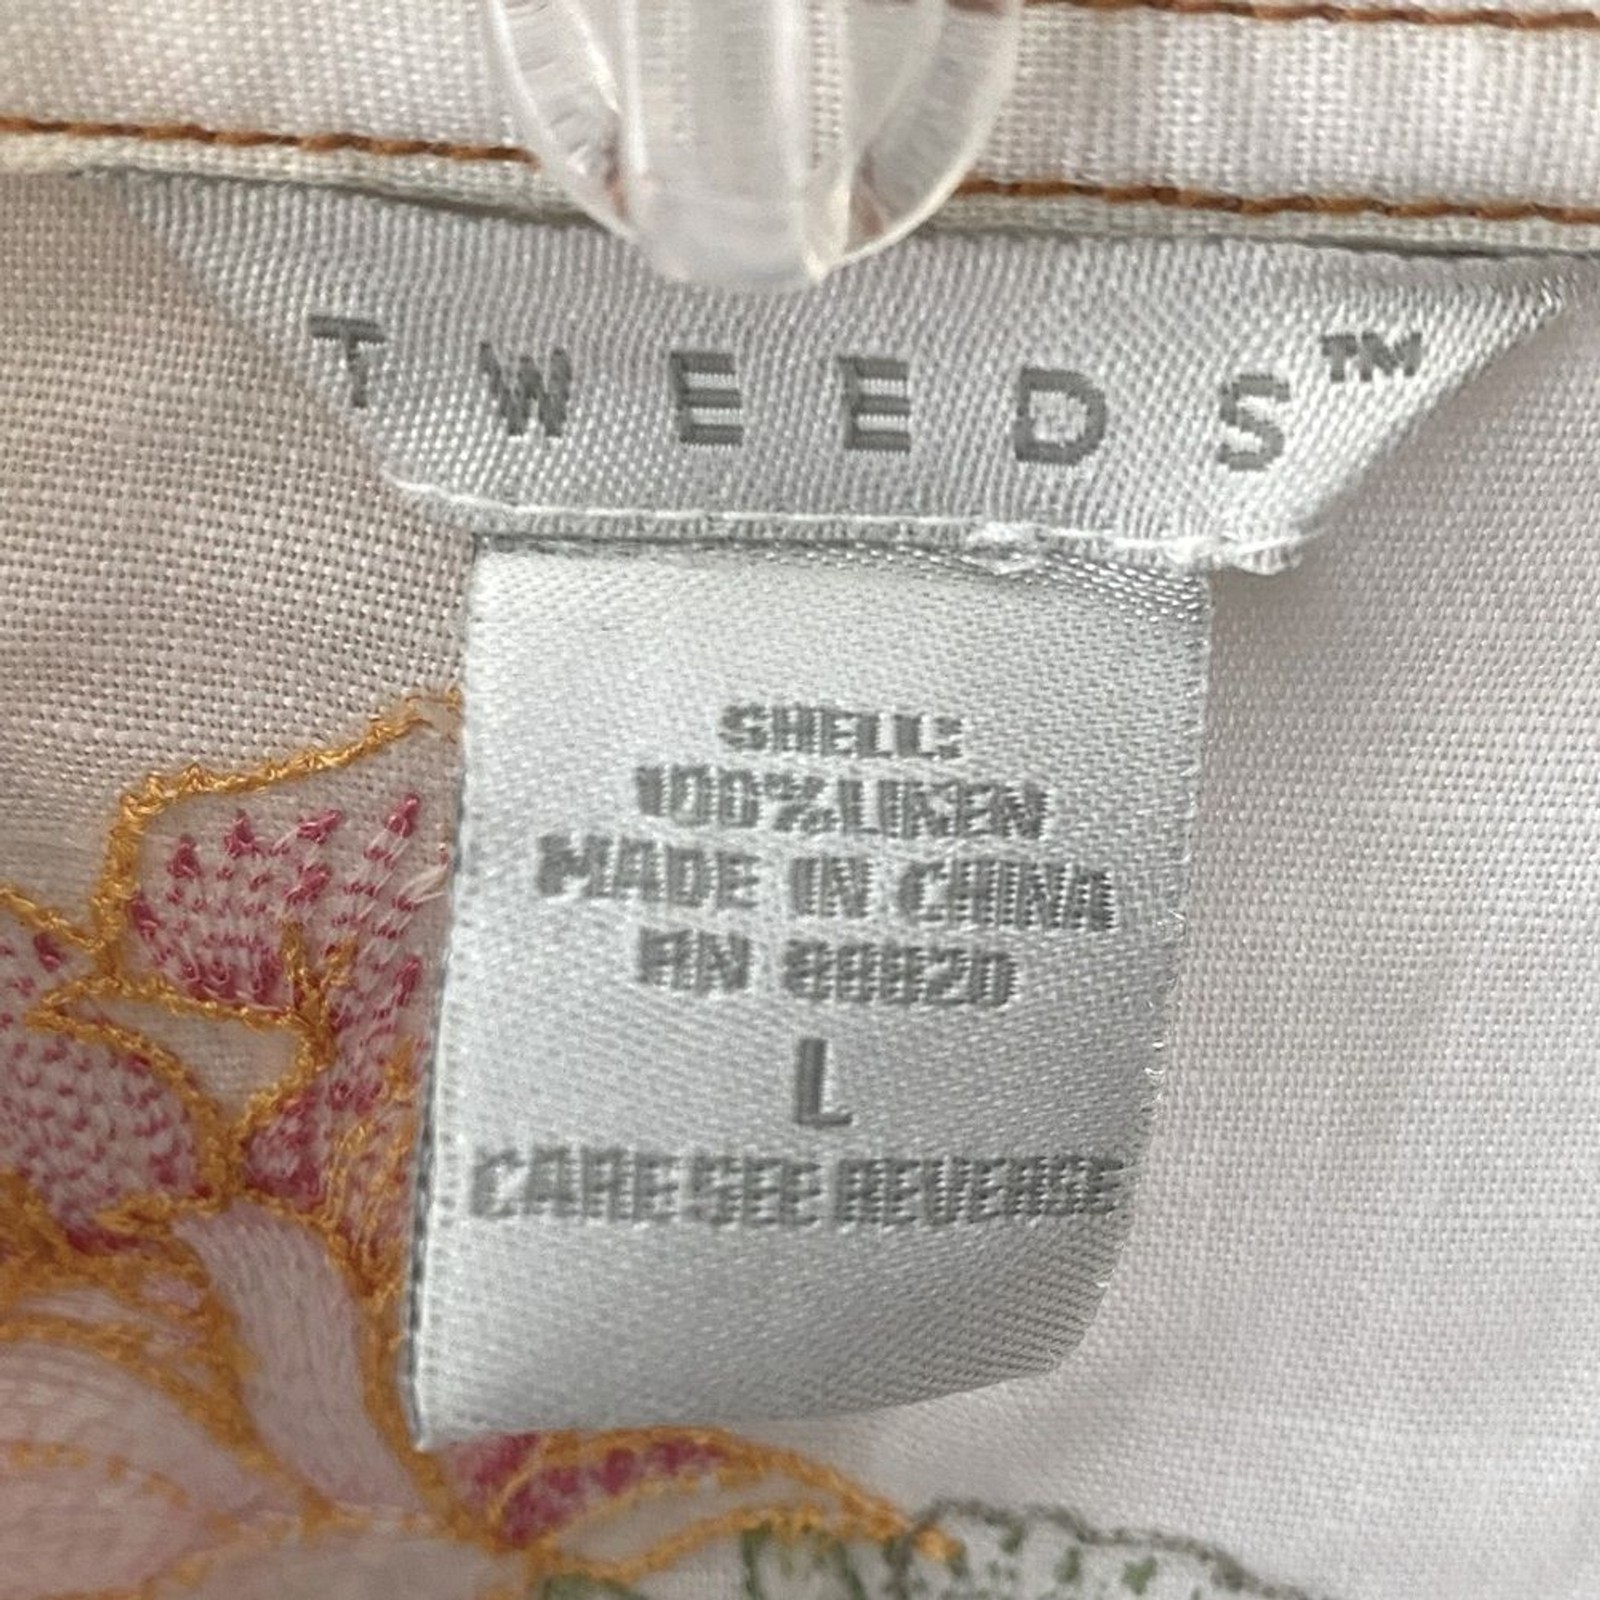 TWEEDS™
SHELL:
100% LINEN
MADE IN CHINA
RN 88820
L
CARE SEE REVERSE